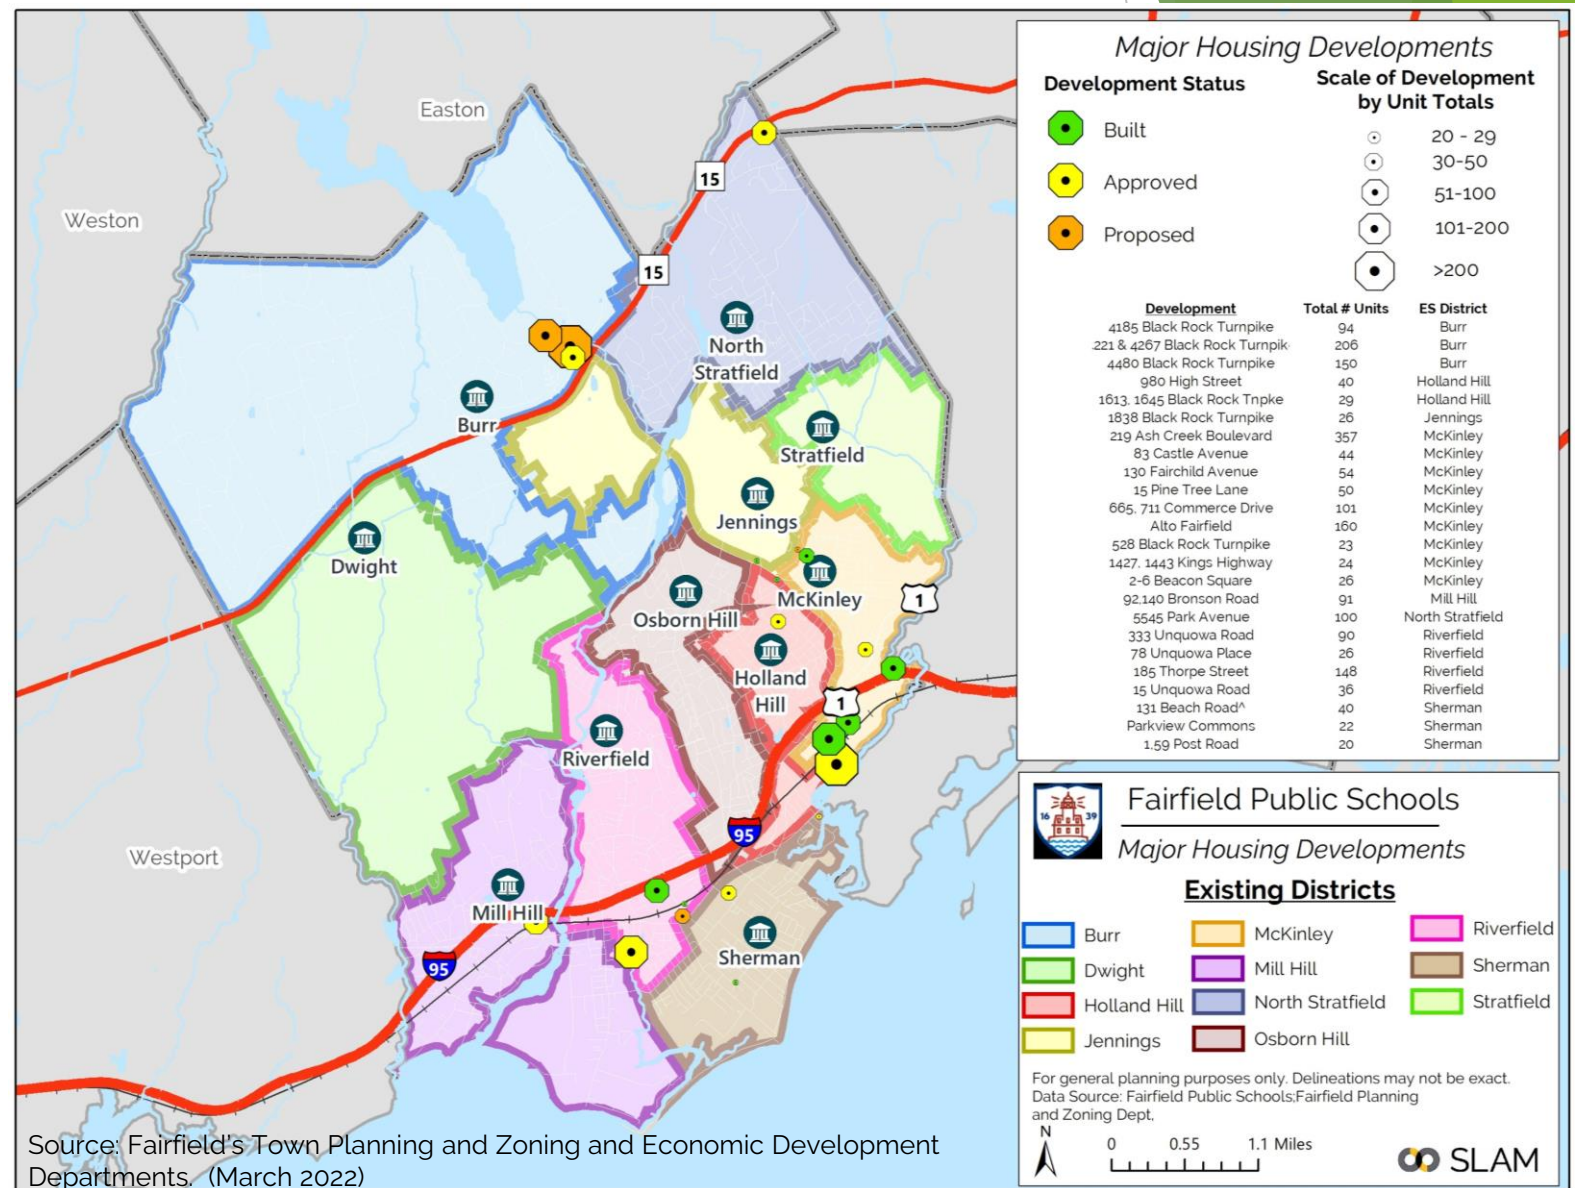 Easton
Weston
Westport
15
15
North
Stratfield
Burr
Stratfield
Jennings
Dwight
McKinley
1
Osborn Hill
Holland
Hill
1
Riverfield
95
Mill Hill
95
Sherman
Source: Fairfield's Town Planning and Zoning and Economic Development
Departments. (March 2022)
Major Housing Developments
Development Status
Built
Approved
Proposed
Scale of Development
by Unit Totals
20 - 29
30-50
51-100
101-200
>200
Development Total # Units ES District
4185 Black Rock Turnpike 94 Burr
221 & 4267 Black Rock Turnpik 206 Burr
4480 Black Rock Turnpike 150 Burr
980 High Street 40 Holland Hill
1613, 1645 Black Rock Tnpke 29 Holland Hill
1838 Black Rock Turnpike 26 Jennings
219 Ash Creek Boulevard 357 McKinley
83 Castle Avenue 44 McKinley
130 Fairchild Avenue 54 McKinley
15 Pine Tree Lane 50 McKinley
665, 711 Commerce Drive 101 McKinley
Alto Fairfield 160 McKinley
528 Black Rock Turnpike 23 McKinley
1427, 1443 Kings Highway 24 McKinley
2-6 Beacon Square 26 McKinley
92,140 Bronson Road 91 Mill Hill
5545 Park Avenue 100 North Stratfield
333 Unquowa Road 90 Riverfield
78 Unquowa Place 26 Riverfield
185 Thorpe Street 148 Riverfield
15 Unquowa Road 36 Riverfield
131 Beach Road^ 40 Sherman
Parkview Commons 22 Sherman
1,59 Post Road 20 Sherman
16 39
Fairfield Public Schools
Major Housing Developments
Existing Districts
Burr
Dwight
Holland Hill
Jennings
McKinley
Mill Hill
North Stratfield
Osborn Hill
Riverfield
Sherman
Stratfield
For general planning purposes only. Delineations may not be exact.
Data Source: Fairfield Public Schools;Fairfield Planning
and Zoning Dept,
N
0 0.55 1.1 Miles
SLAM